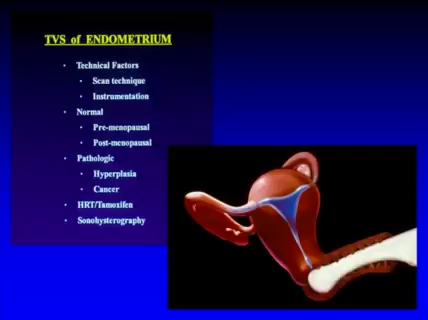 TVS of ENDOMETRIUM
• Technical Factors
• Scan technique
• Instrumentation
• Normal
• Pre-menopausal
• Post-menopausal
• Pathologic
• Hyperplasia
• Cancer
• HRT/Tamoxifen
• Sonohysterography